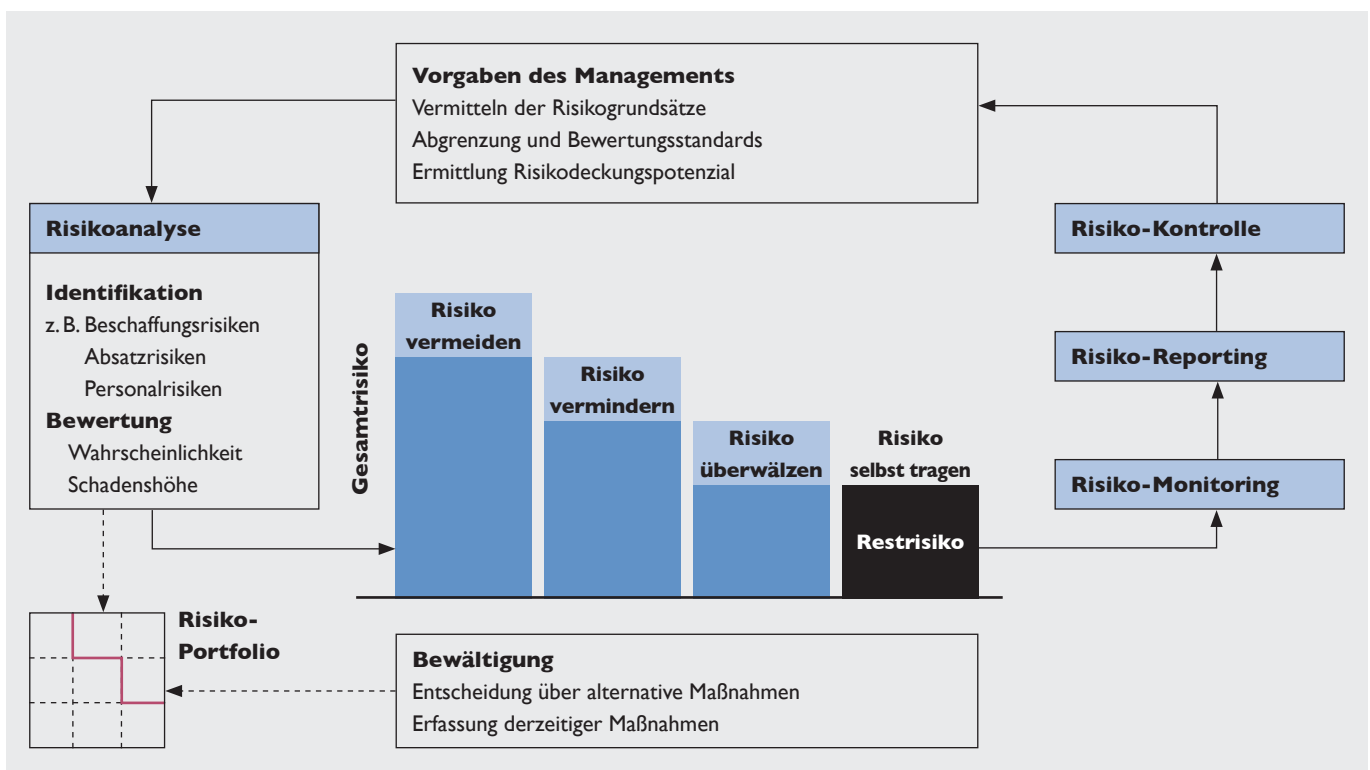 Vorgaben des Managements
Vermitteln der Risikogrundsätze
Abgrenzung und Bewertungsstandards
Ermittlung Risikodeckungspotenzial
Risikoanalyse
Identifikation
z. B. Beschaffungsrisiken
Absatzrisiken
Personalrisiken
Bewertung
Wahrscheinlichkeit
Schadenshöhe
Gesamtrisiko
Risiko
vermeiden
Risiko
vermindern
Risiko
überwälzen
Risiko
selbst tragen
Restrisiko
Risiko-Kontrolle
Risiko-Reporting
Risiko-Monitoring
Risiko-
Portfolio
Bewältigung
Entscheidung über alternative Maßnahmen
Erfassung derzeitiger Maßnahmen